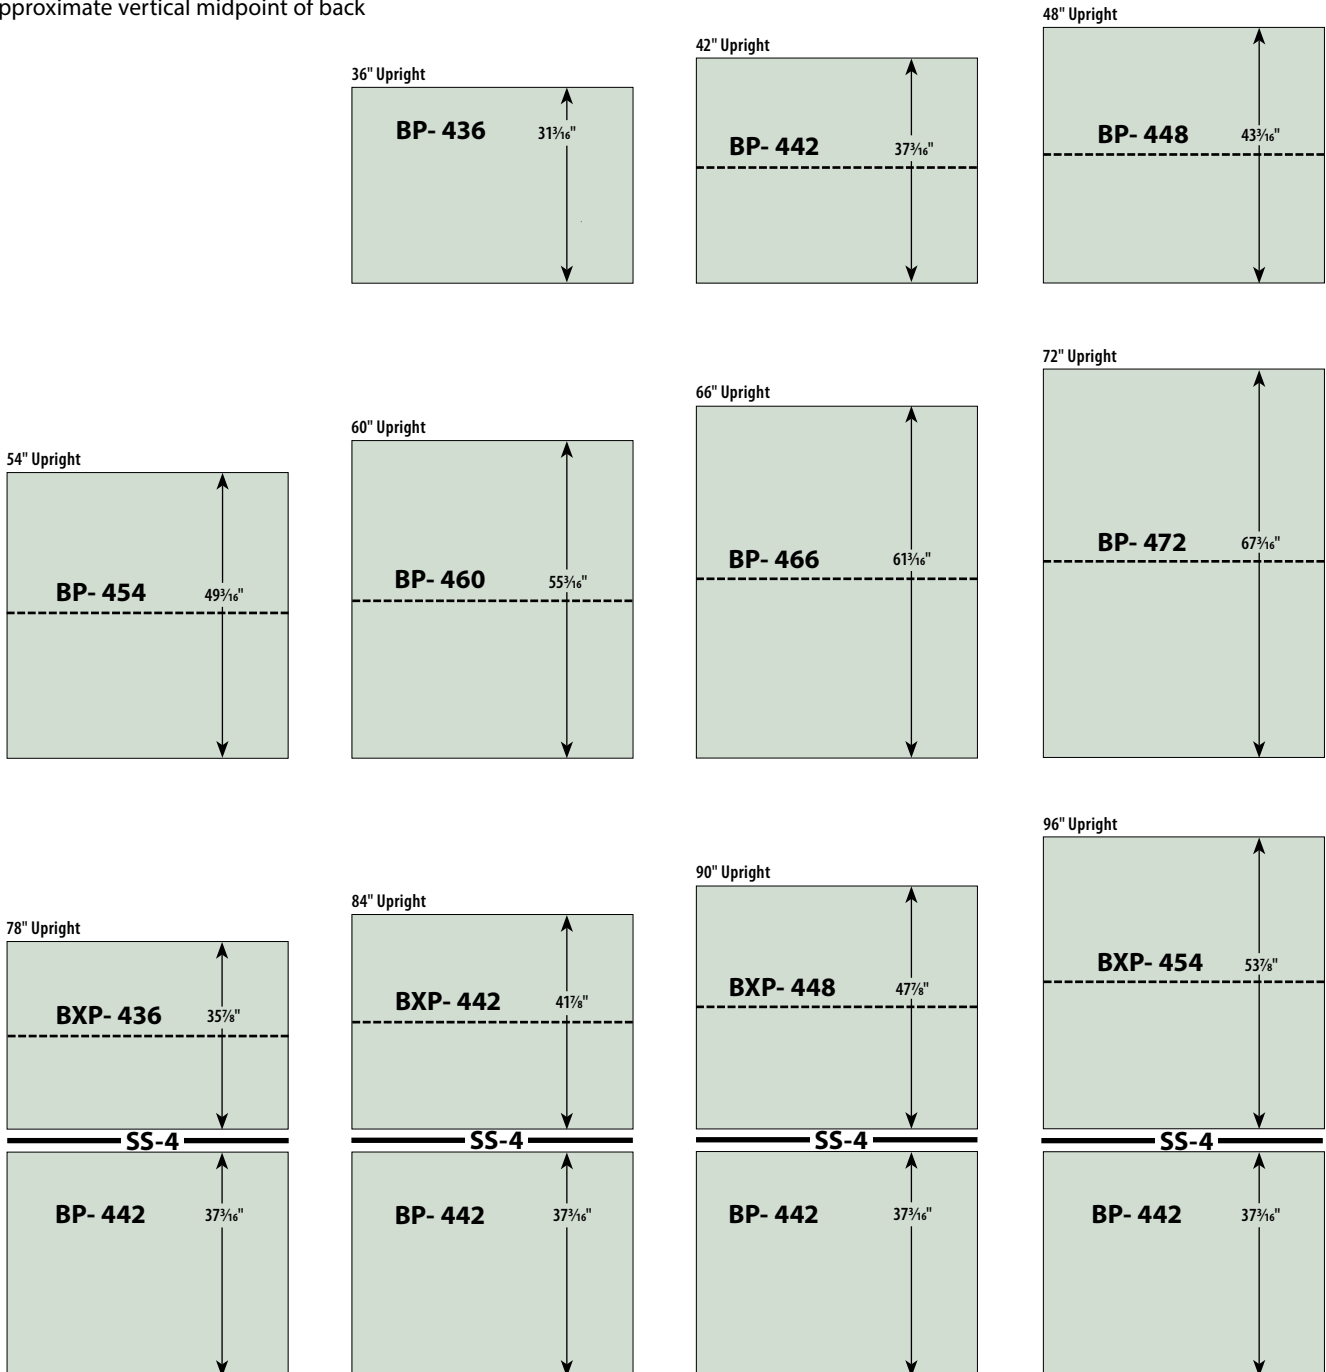 pproximate vertical midpoint of back
36" Upright
BP- 436
31³⁄₁₆"
42" Upright
BP- 442
37³⁄₁₆"
48" Upright
BP- 448
43³⁄₁₆"
54" Upright
BP- 454
49³⁄₁₆"
60" Upright
BP- 460
55³⁄₁₆"
66" Upright
BP- 466
61³⁄₁₆"
72" Upright
BP- 472
67³⁄₁₆"
78" Upright
BXP- 436
35⅞"
SS-4
BP- 442
37³⁄₁₆"
84" Upright
BXP- 442
41⅞"
SS-4
BP- 442
37³⁄₁₆"
90" Upright
BXP- 448
47⅞"
SS-4
BP- 442
37³⁄₁₆"
96" Upright
BXP- 454
53⅞"
SS-4
BP- 442
37³⁄₁₆"